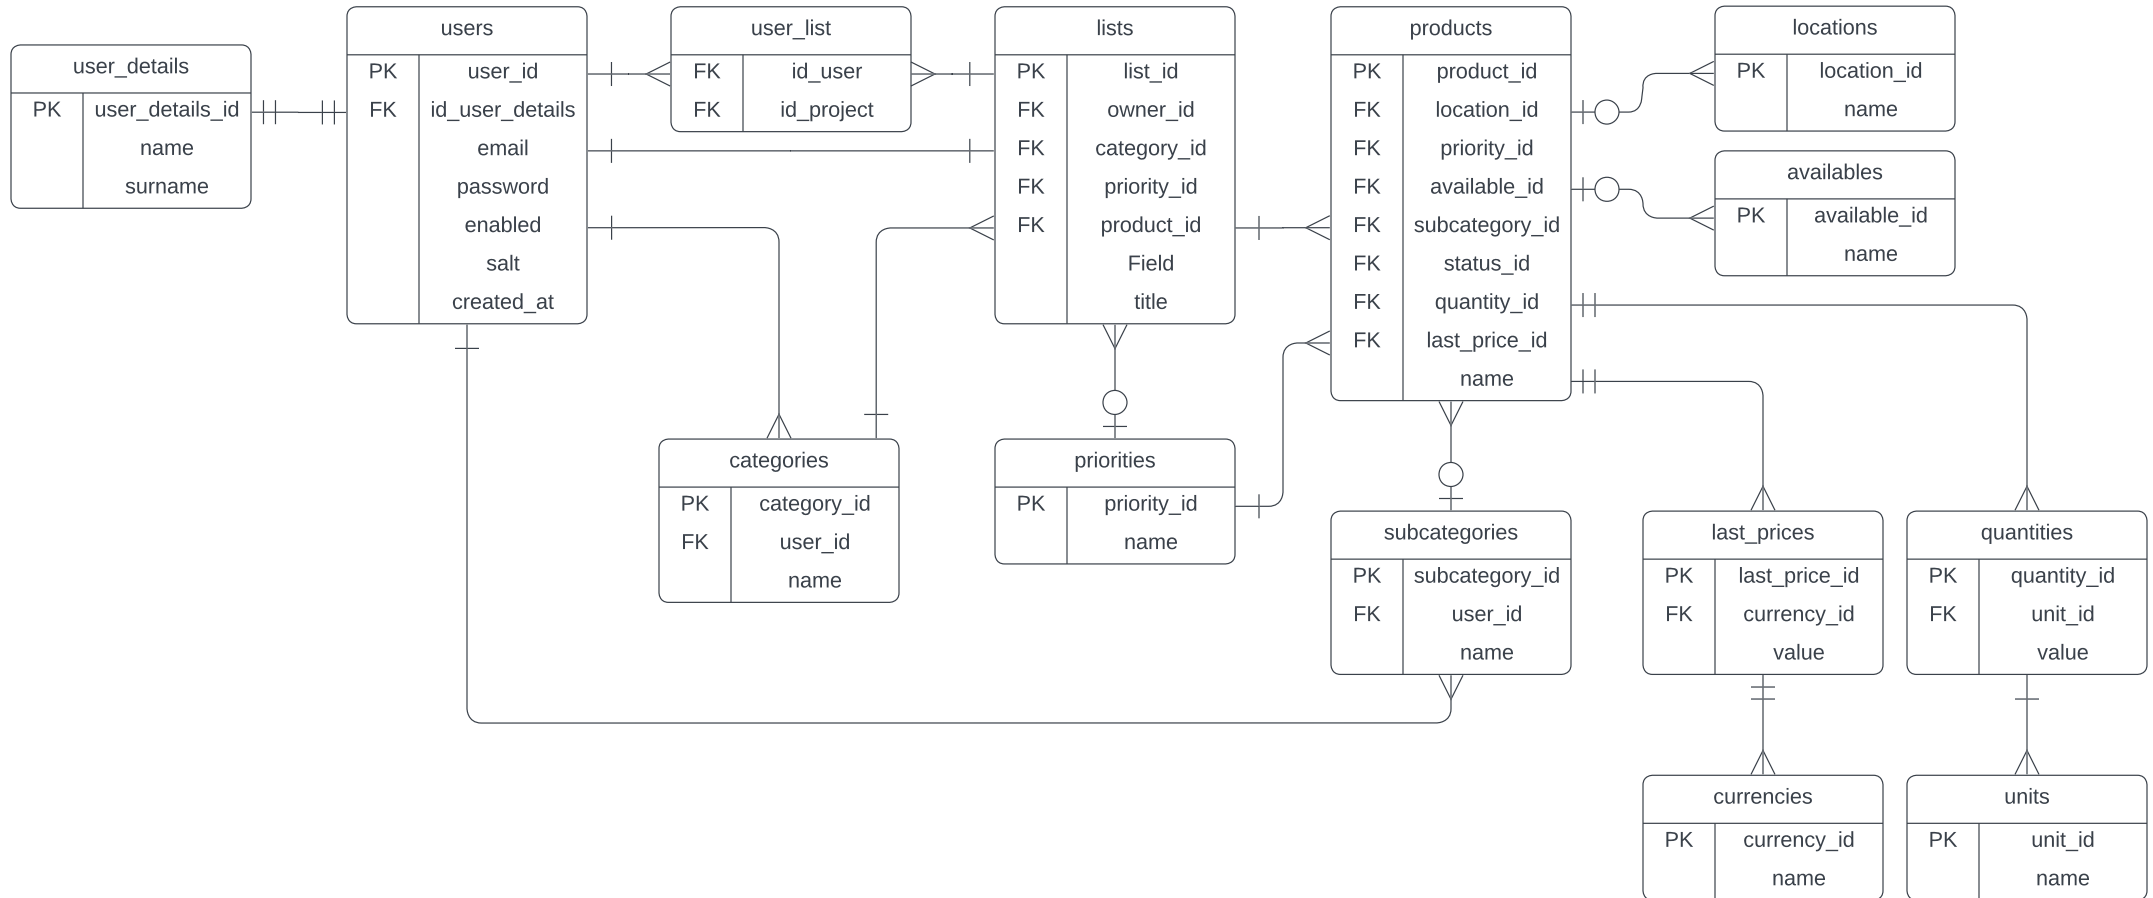 user_details
PK user_details_id
name
surname
users
PK user_id
FK id_user_details
email
password
enabled
salt
created_at
user_list
FK id_user
FK id_project
lists
PK list_id
FK owner_id
FK category_id
FK priority_id
FK product_id
Field
title
products
PK product_id
FK location_id
FK priority_id
FK available_id
FK subcategory_id
FK status_id
FK quantity_id
FK last_price_id
name
locations
PK location_id
name
availables
PK available_id
name
categories
PK category_id
FK user_id
name
priorities
PK priority_id
name
subcategories
PK subcategory_id
FK user_id
name
last_prices
PK last_price_id
FK currency_id
value
quantities
PK quantity_id
FK unit_id
value
currencies
PK currency_id
name
units
PK unit_id
name